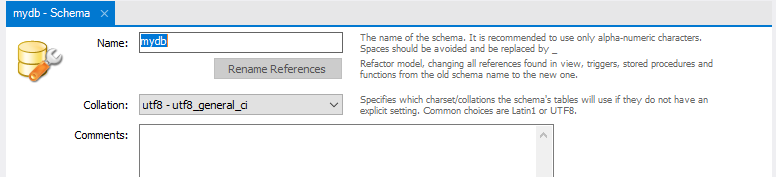 mydb - Schema ×
Name:
mydb
The name of the schema. It is recommended to use only alpha-numeric characters.
Spaces should be avoided and be replaced by _
Rename References
Refactor model, changing all references found in view, triggers, stored procedures and
functions from the old schema name to the new one.
Collation:
utf8 - utf8_general_ci
Specifies which charset/collations the schema's tables will use if they do not have an
explicit setting. Common choices are Latin1 or UTF8.
Comments: